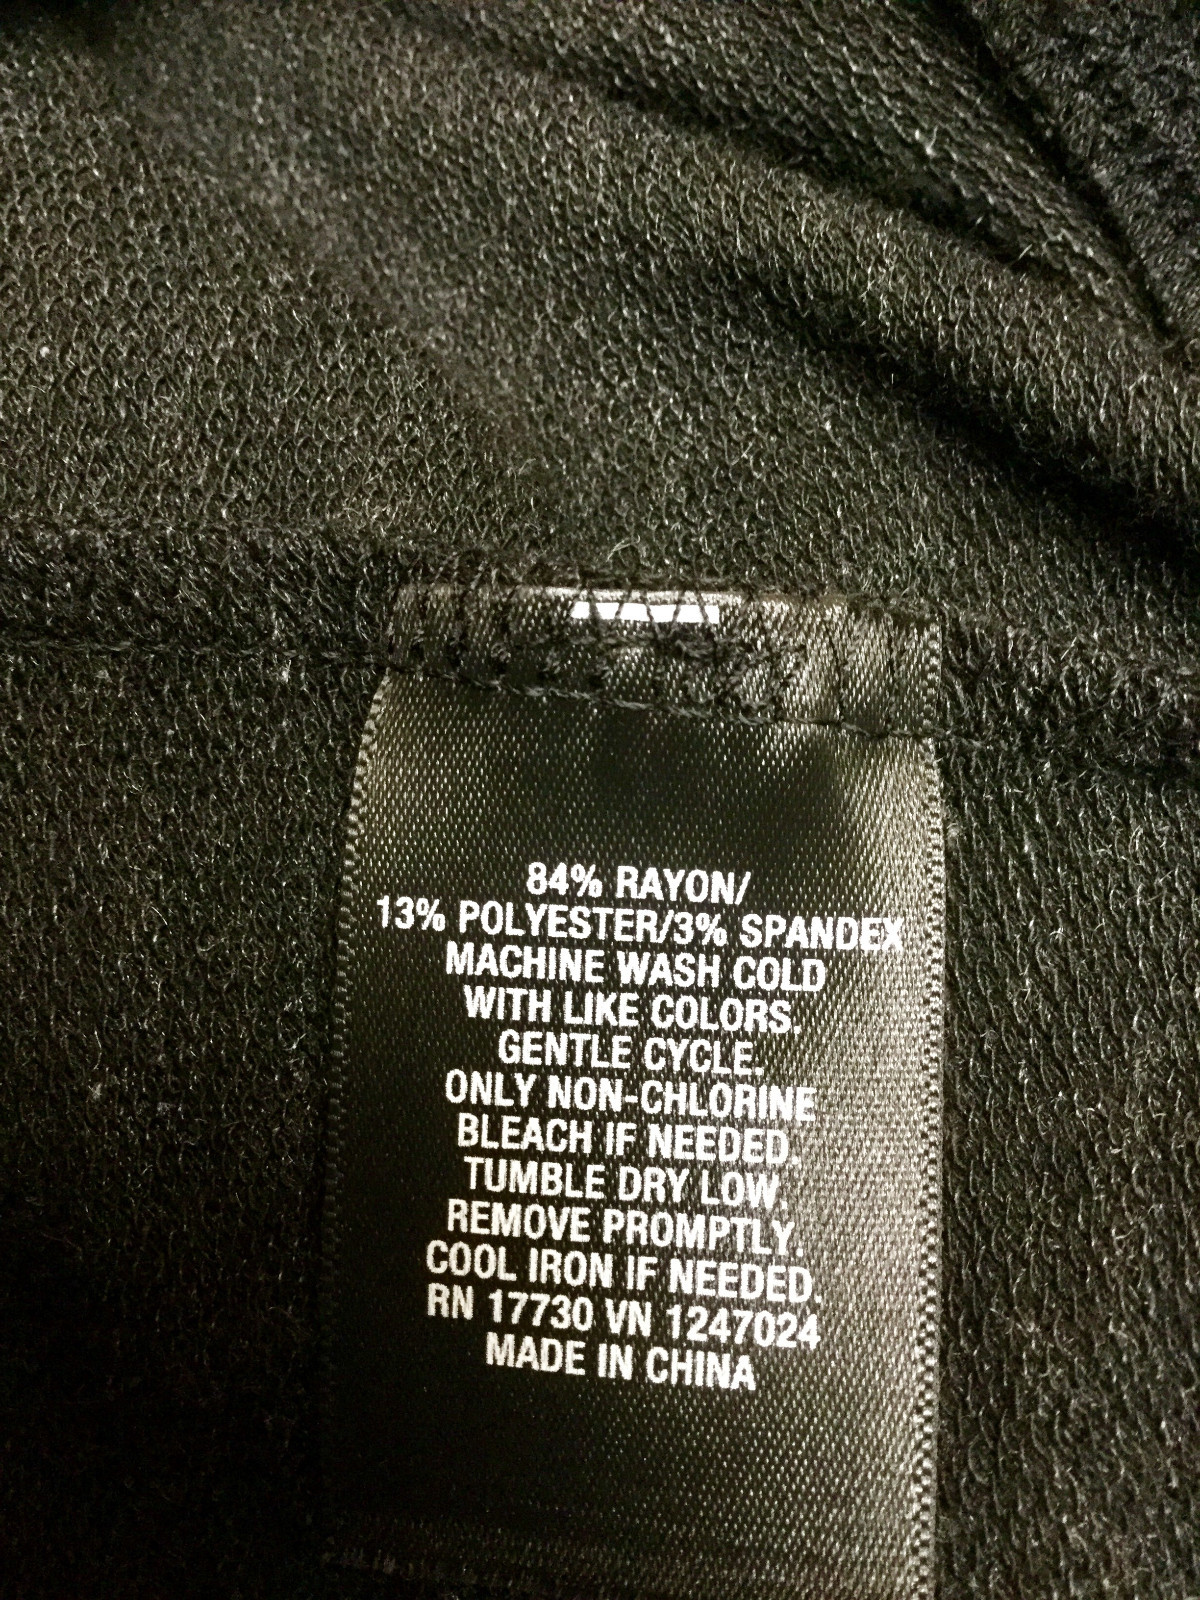 84% RAYON/
13% POLYESTER/3% SPANDEX
MACHINE WASH COLD
WITH LIKE COLORS.
GENTLE CYCLE.
ONLY NON-CHLORINE
BLEACH IF NEEDED.
TUMBLE DRY LOW.
REMOVE PROMPTLY.
COOL IRON IF NEEDED.
RN 17730 VN 1247024
MADE IN CHINA